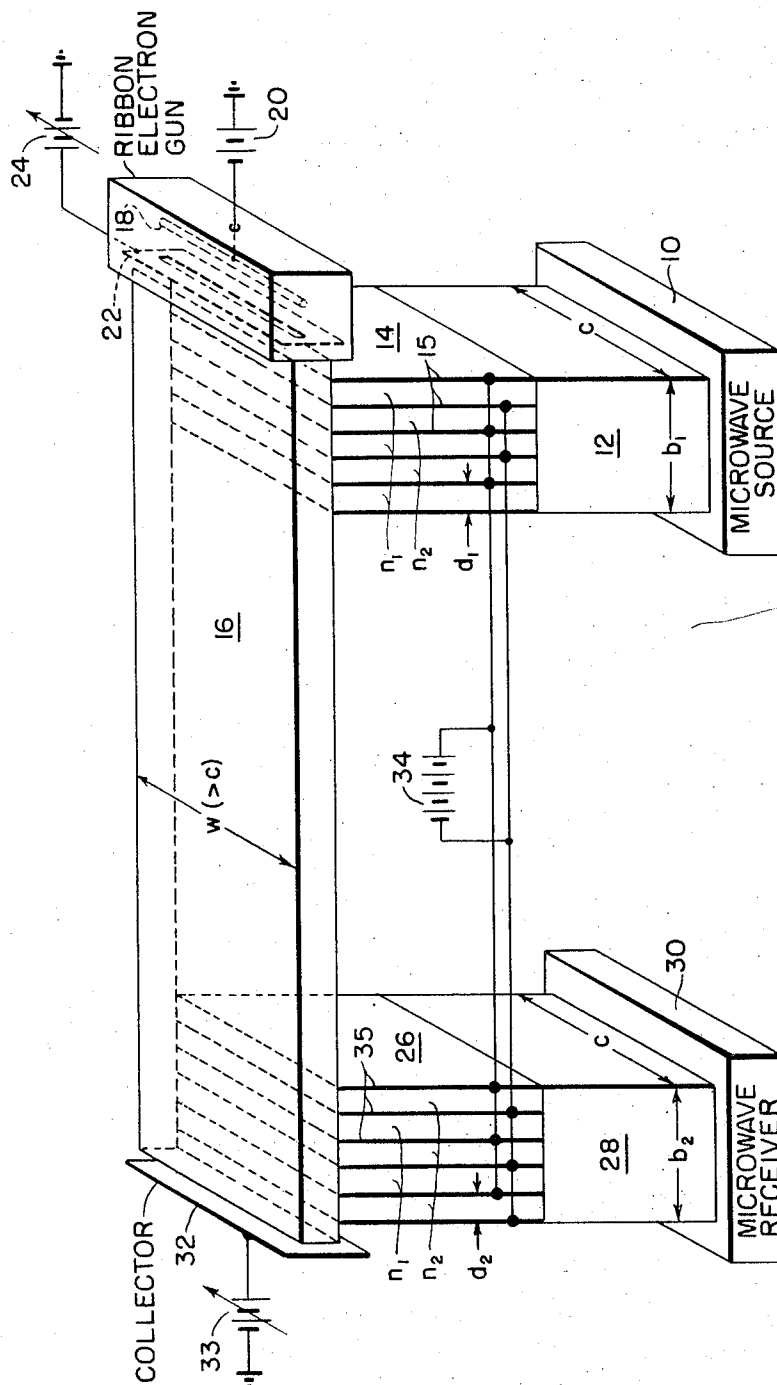 24
RIBBON
ELECTRON
GUN
20
18
22
c
14
15
10
c
12
b₁
MICROWAVE
SOURCE
n₁
n₂
d₁
16
w (>c)
34
26
35
30
c
28
b₂
MICROWAVE
RECEIVER
n₁
n₂
d₂
COLLECTOR
32
33